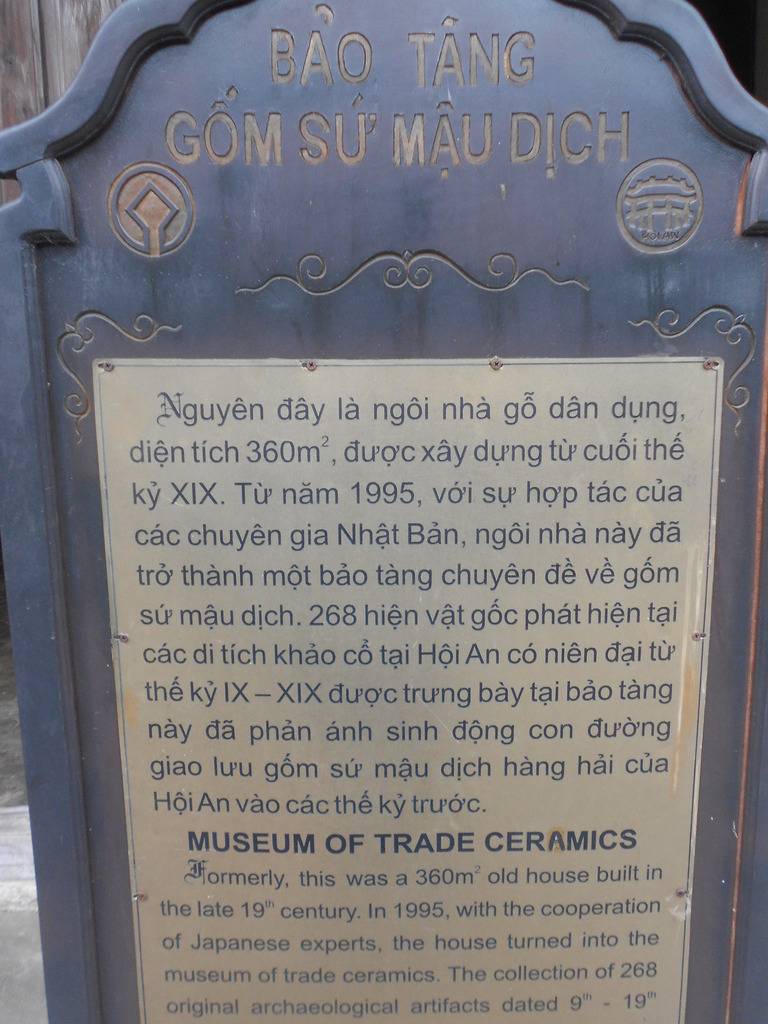 BẢO TÀNG
GỐM SỨ MẬU DỊCH
HOI AN
Nguyên đây là ngôi nhà gỗ dân dụng,
diện tích 360m², được xây dựng từ cuối thế
kỷ XIX. Từ năm 1995, với sự hợp tác của
các chuyên gia Nhật Bản, ngôi nhà này đã
trở thành một bảo tàng chuyên đề về gốm
sứ mậu dịch. 268 hiện vật gốc phát hiện tại
các di tích khảo cổ tại Hội An có niên đại từ
thế kỷ IX – XIX được trưng bày tại bảo tàng
này đã phản ánh sinh động con đường
giao lưu gốm sứ mậu dịch hàng hải của
Hội An vào các thế kỷ trước.
MUSEUM OF TRADE CERAMICS
Formerly, this was a 360m² old house built in
the late 19th century. In 1995, with the cooperation
of Japanese experts, the house turned into the
museum of trade ceramics. The collection of 268
original archaeological artifacts dated 9th - 19th